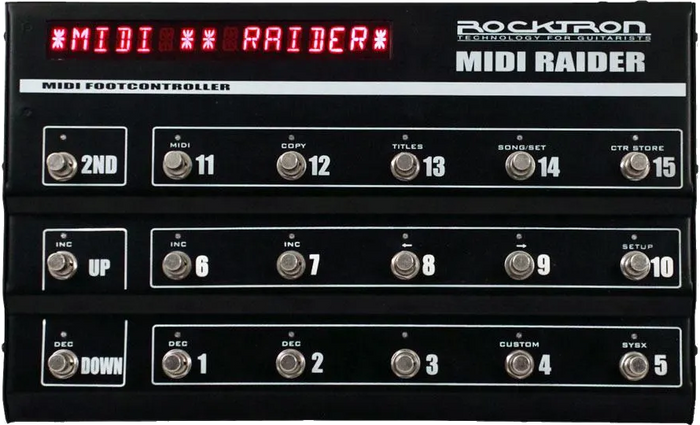 *MIDI ** RAIDER*
ROCKTRON
TECHNOLOGY FOR GUITARISTS
MIDI RAIDER
MIDI FOOTCONTROLLER
2ND
MIDI 11
COPY 12
TITLES 13
SONG/SET 14
CTR STORE 15
INC UP
INC 6
INC 7
← 8
→ 9
SETUP 10
DEC DOWN
DEC 1
DEC 2
3
CUSTOM 4
SYSX 5